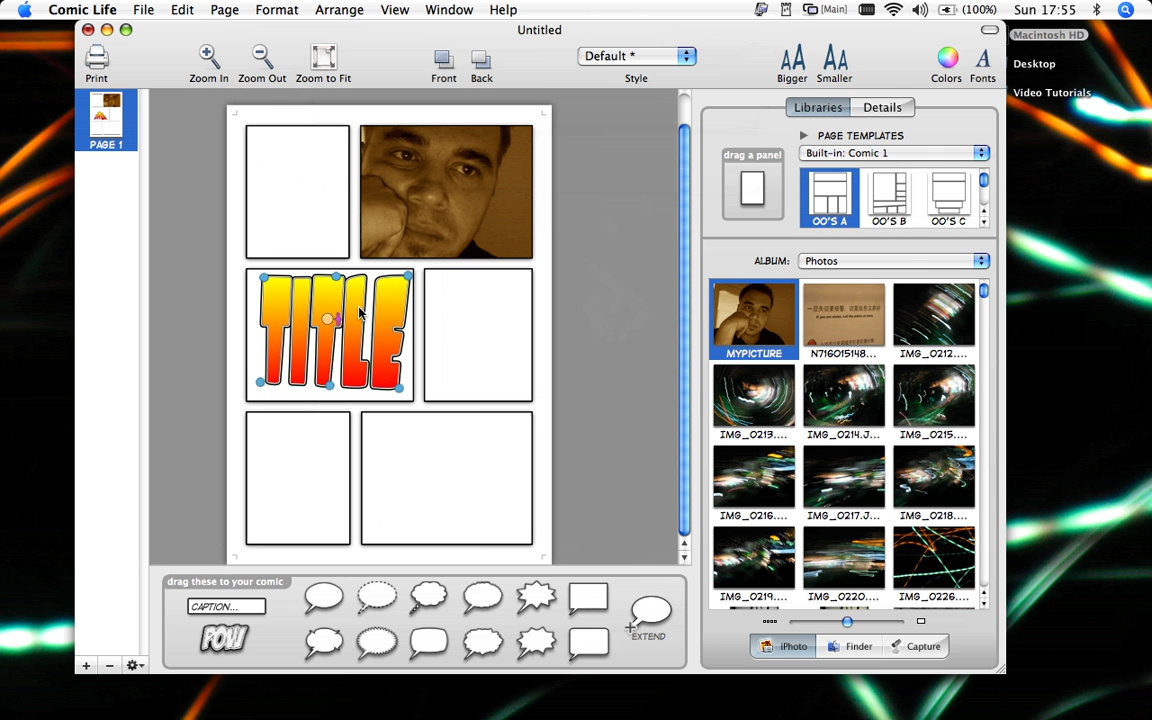 Comic Life File Edit Page Format Arrange View Window Help
[Main] (100%) Sun 17:55
Untitled
Macintosh HD
Desktop
Video Tutorials
Print Zoom In Zoom Out Zoom to Fit Front Back
Default *
Style
Bigger Smaller Colors Fonts
PAGE 1
TITLE
Libraries Details
PAGE TEMPLATES
drag a panel
Built-in: Comic 1
OO'S A OO'S B OO'S C
ALBUM: Photos
MYPICTURE N716015148... IMG_0212....
IMG_0213.... IMG_0214.J... IMG_0215....
IMG_0216.... IMG_0217.J... IMG_0218....
IMG_0219.... IMG_0220.... IMG_0226....
drag these to your comic
CAPTION...
POW
EXTEND
iPhoto Finder Capture